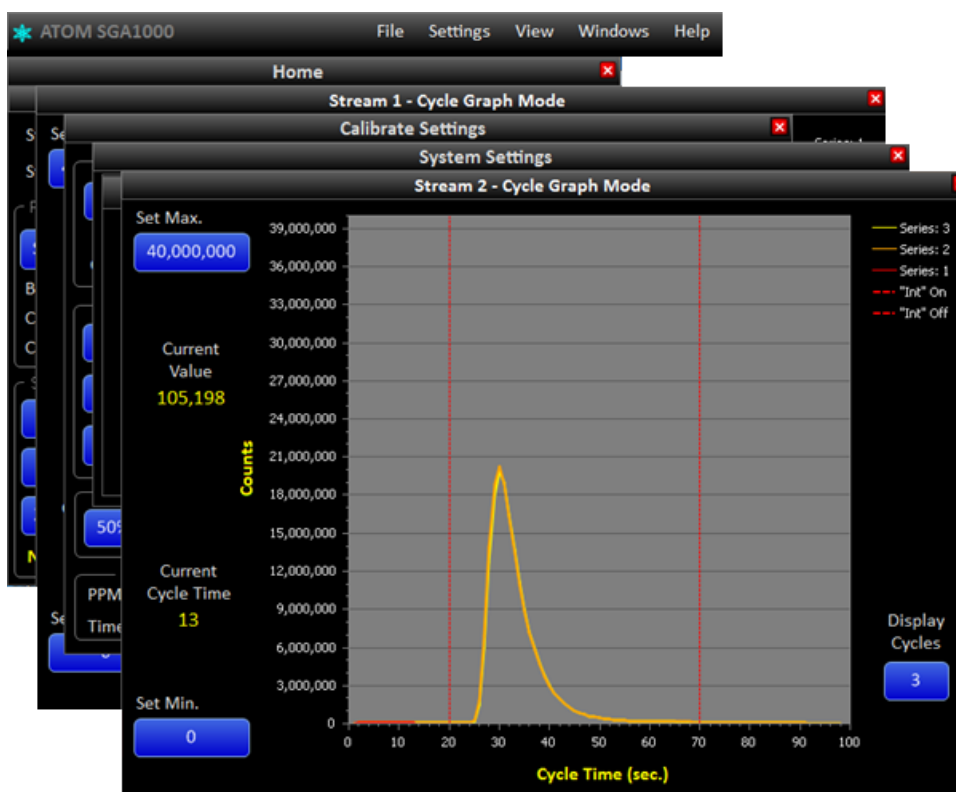 ATOM SGA1000 File Settings View Windows Help
Home
Stream 1 - Cycle Graph Mode
Calibrate Settings
System Settings
Stream 2 - Cycle Graph Mode
Set Max.
40,000,000
Current
Value
105,198
Current
Cycle Time
13
Set Min.
0
Counts
39,000,000
36,000,000
33,000,000
30,000,000
27,000,000
24,000,000
21,000,000
18,000,000
15,000,000
12,000,000
9,000,000
6,000,000
3,000,000
0
0 10 20 30 40 50 60 70 80 90 100
Cycle Time (sec.)
Series: 3
Series: 2
Series: 1
"Int" On
"Int" Off
Display
Cycles
3
PPM
Time